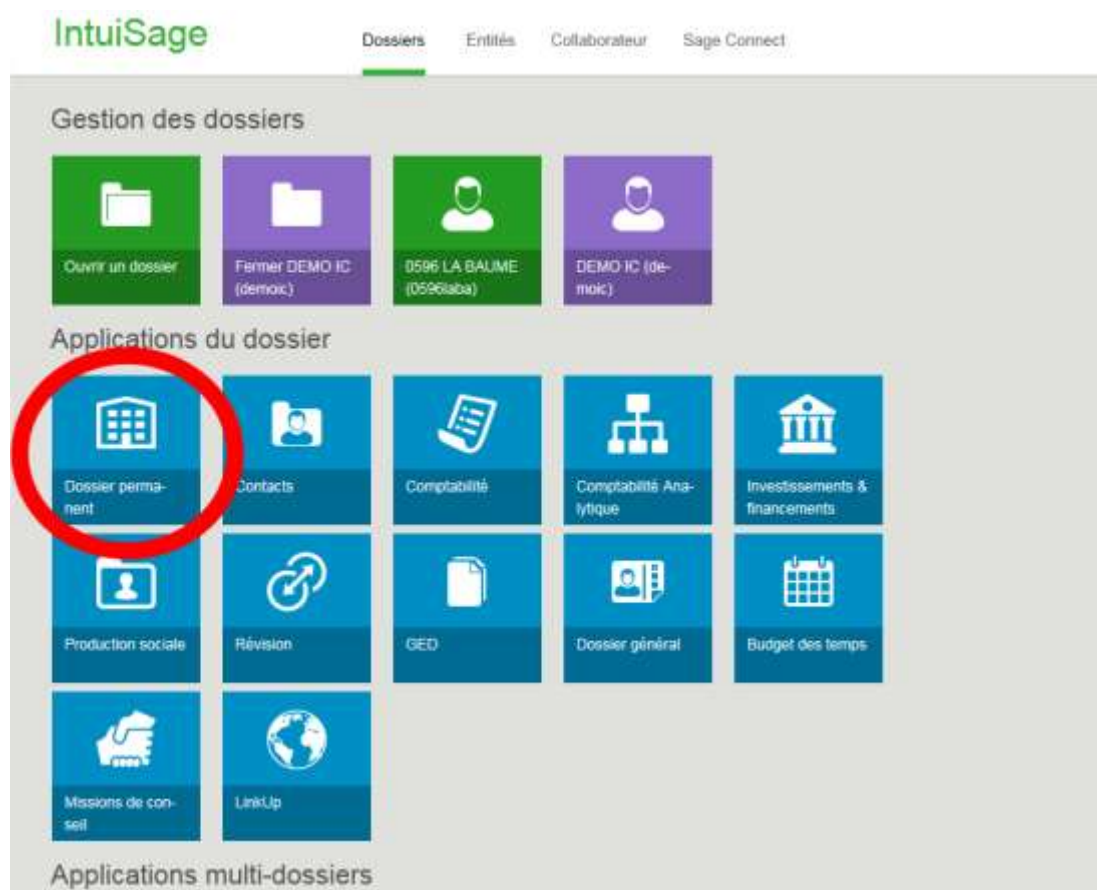 IntuiSage
Dossiers Entités Collaborateur Sage Connect
Gestion des dossiers
Ouvrir un dossier
Fermer DEMO IC
(demoic)
0596 LA BAUME
(0596laba)
DEMO IC (de-
moic)
Applications du dossier
Dossier perma-
nent
Contacts
Comptabilité
Comptabilité Ana-
lytique
Investissements &
financements
Production sociale
Révision
GED
Dossier général
Budget des temps
Missions de con-
seil
LinkUp
Applications multi-dossiers